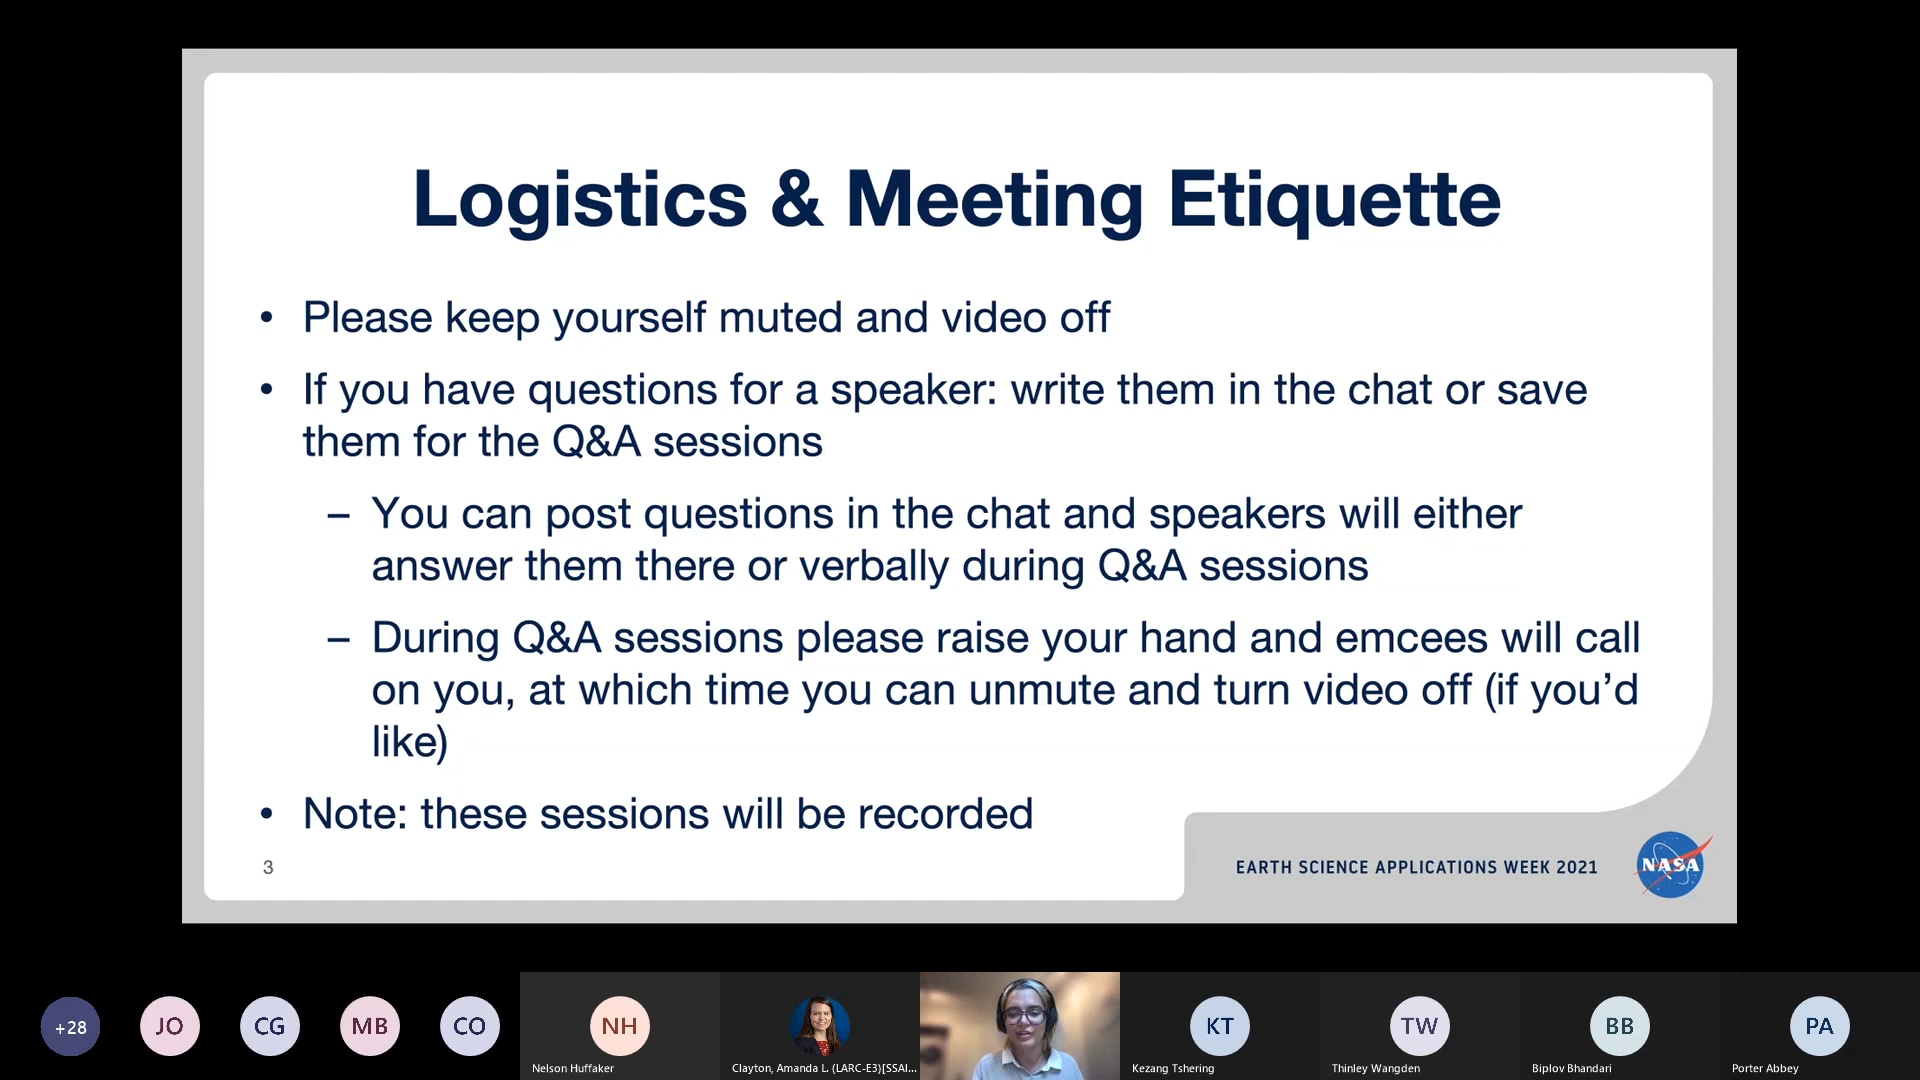 Logistics & Meeting Etiquette
• Please keep yourself muted and video off
• If you have questions for a speaker: write them in the chat or save
them for the Q&A sessions
– You can post questions in the chat and speakers will either
answer them there or verbally during Q&A sessions
– During Q&A sessions please raise your hand and emcees will call
on you, at which time you can unmute and turn video off (if you’d
like)
• Note: these sessions will be recorded
3
EARTH SCIENCE APPLICATIONS WEEK 2021
NASA
+28
JO
CG
MB
CO
NH
KT
TW
BB
PA
Nelson Huffaker
Clayton, Amanda L. (LARC-E3)[SSAI...
Kezang Tshering
Thinley Wangden
Biplov Bhandari
Porter Abbey